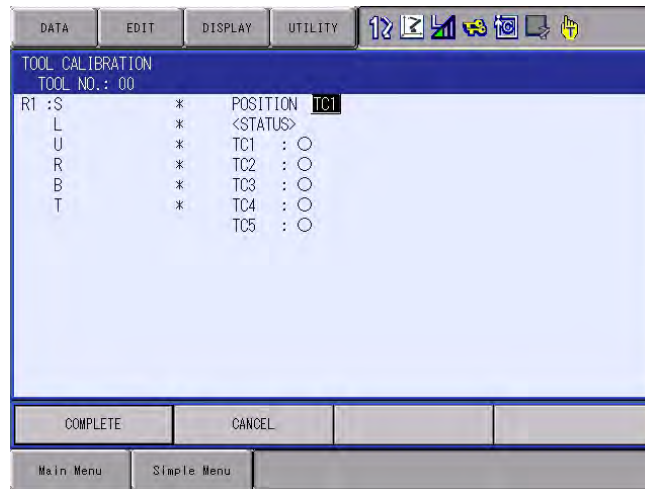 DATA EDIT DISPLAY UTILITY
TOOL CALIBRATION
TOOL NO.: 00
R1 :S * POSITION TC1
L * <STATUS>
U * TC1 : ○
R * TC2 : ○
B * TC3 : ○
T * TC4 : ○
TC5 : ○
COMPLETE CANCEL
Main Menu Simple Menu